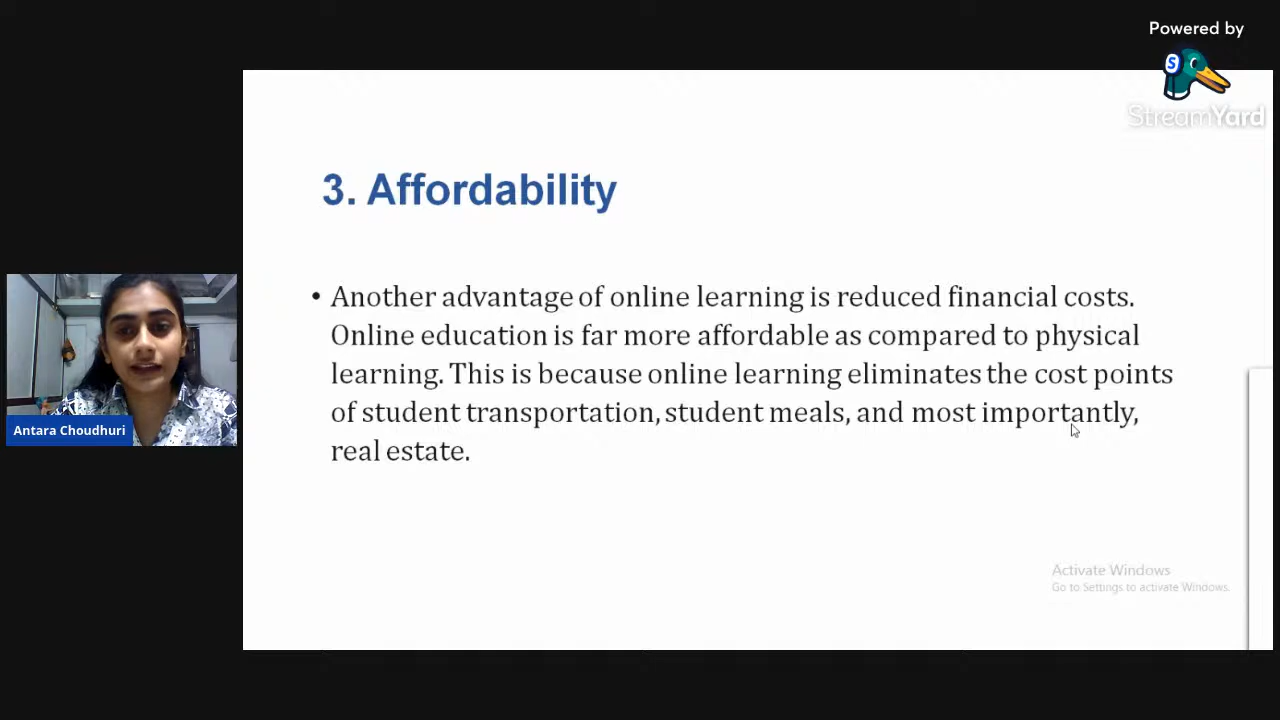 Powered by
StreamYard
3. Affordability
• Another advantage of online learning is reduced financial costs.
Online education is far more affordable as compared to physical
learning. This is because online learning eliminates the cost points
of student transportation, student meals, and most importantly,
real estate.
Antara Choudhuri
Activate Windows
Go to Settings to activate Windows.